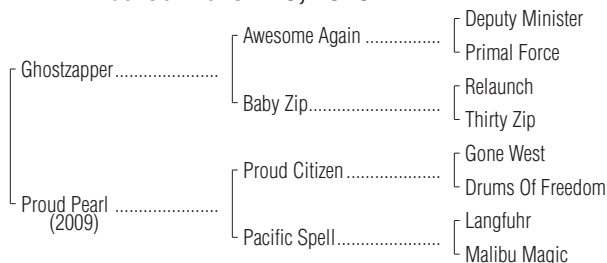 Deputy Minister
Awesome Again
Primal Force
Ghostzapper
Relaunch
Baby Zip
Thirty Zip
Gone West
Proud Citizen
Drums Of Freedom
Proud Pearl
(2009)
Langfuhr
Pacific Spell
Malibu Magic